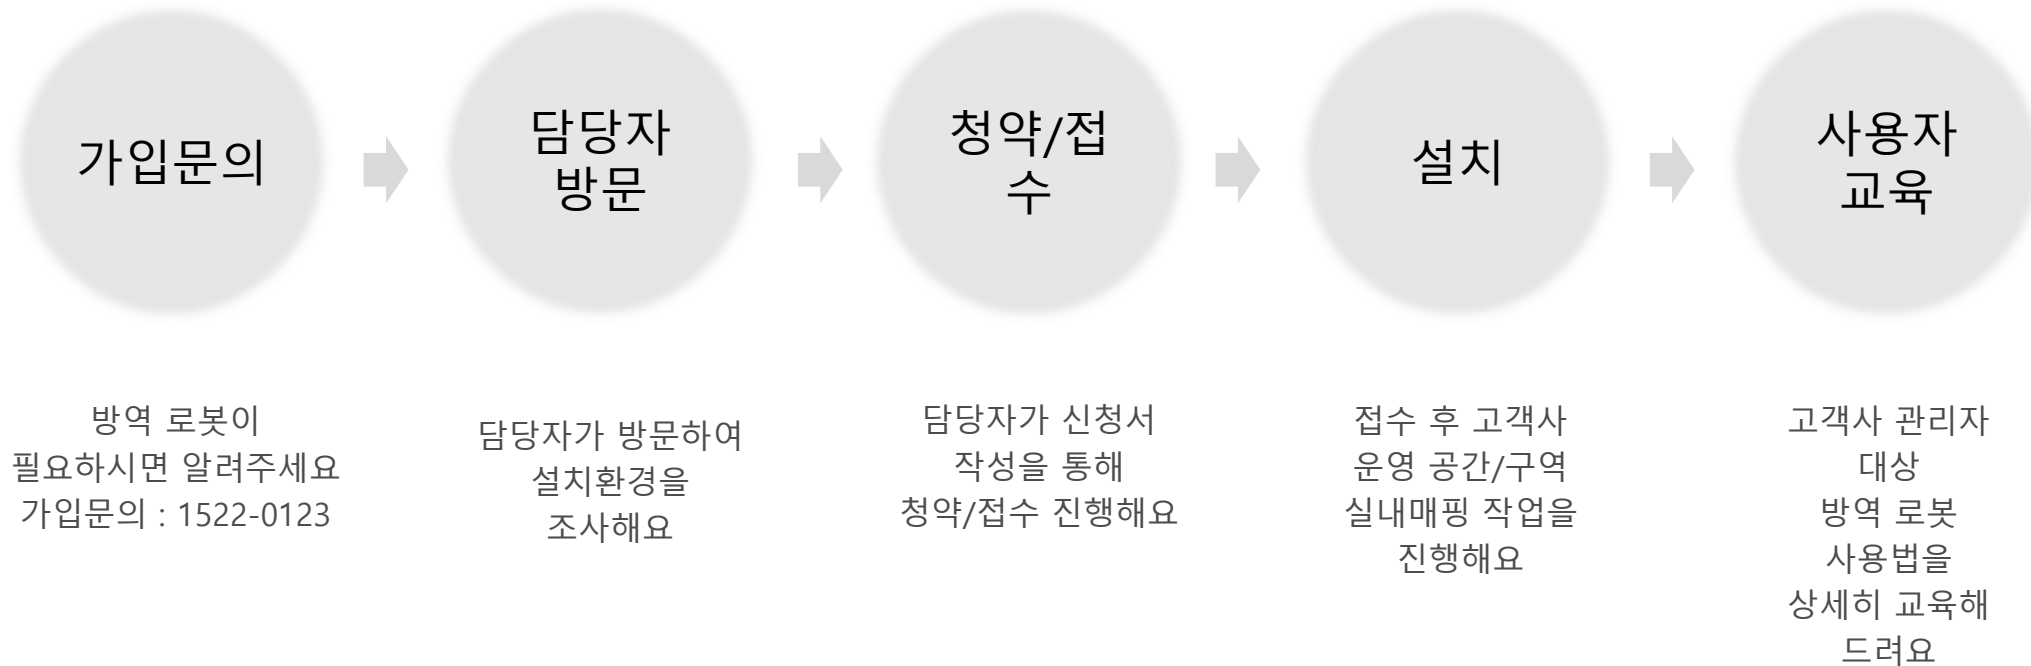 가입문의
담당자
방문
청약/접
수
설치
사용자
교육
방역 로봇이
필요하시면 알려주세요
가입문의 : 1522-0123
담당자가 방문하여
설치환경을
조사해요
담당자가 신청서
작성을 통해
청약/접수 진행해요
접수 후 고객사
운영 공간/구역
실내매핑 작업을
진행해요
고객사 관리자
대상
방역 로봇
사용법을
상세히 교육해
드려요